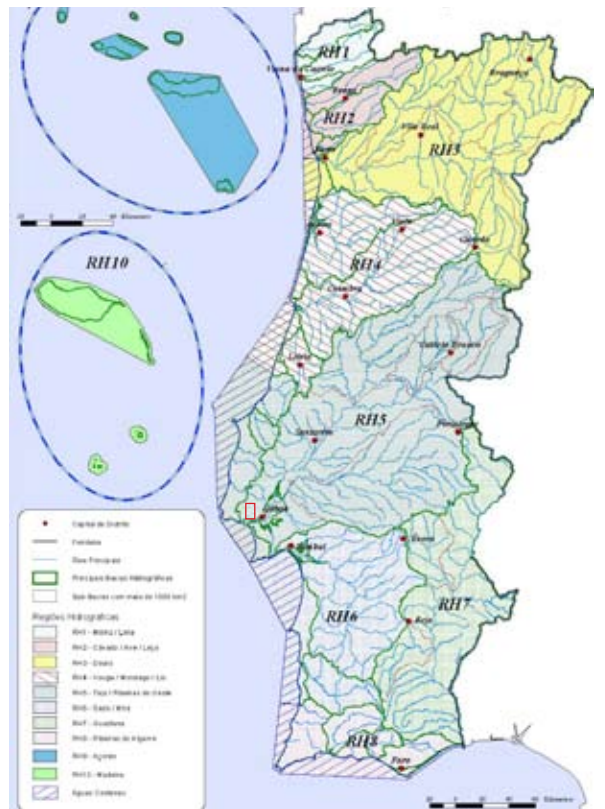 RH1
Viana do Castelo
Bragança
Braga
RH2
Vila Real
RH3
Porto
Viseu
Guarda
RH4
Coimbra
RH10
Leiria
Castelo Branco
RH5
Santarém
Portalegre
Lisboa
Setúbal
Évora
RH7
RH6
Beja
RH8
Faro
Capital de Distrito
Fronteira
Rios Principais
Principais Bacias Hidrográficas
Sub Bacias com mais de 1000 km2
Regiões Hidrográficas
RH1 - Minho / Lima
RH2 - Cávado / Ave / Leça
RH3 - Douro
RH4 - Vouga / Mondego / Lis
RH5 - Tejo / Ribeiras do Oeste
RH6 - Sado / Mira
RH7 - Guadiana
RH8 - Ribeiras do Algarve
RH9 - Açores
RH10 - Madeira
Águas Costeiras